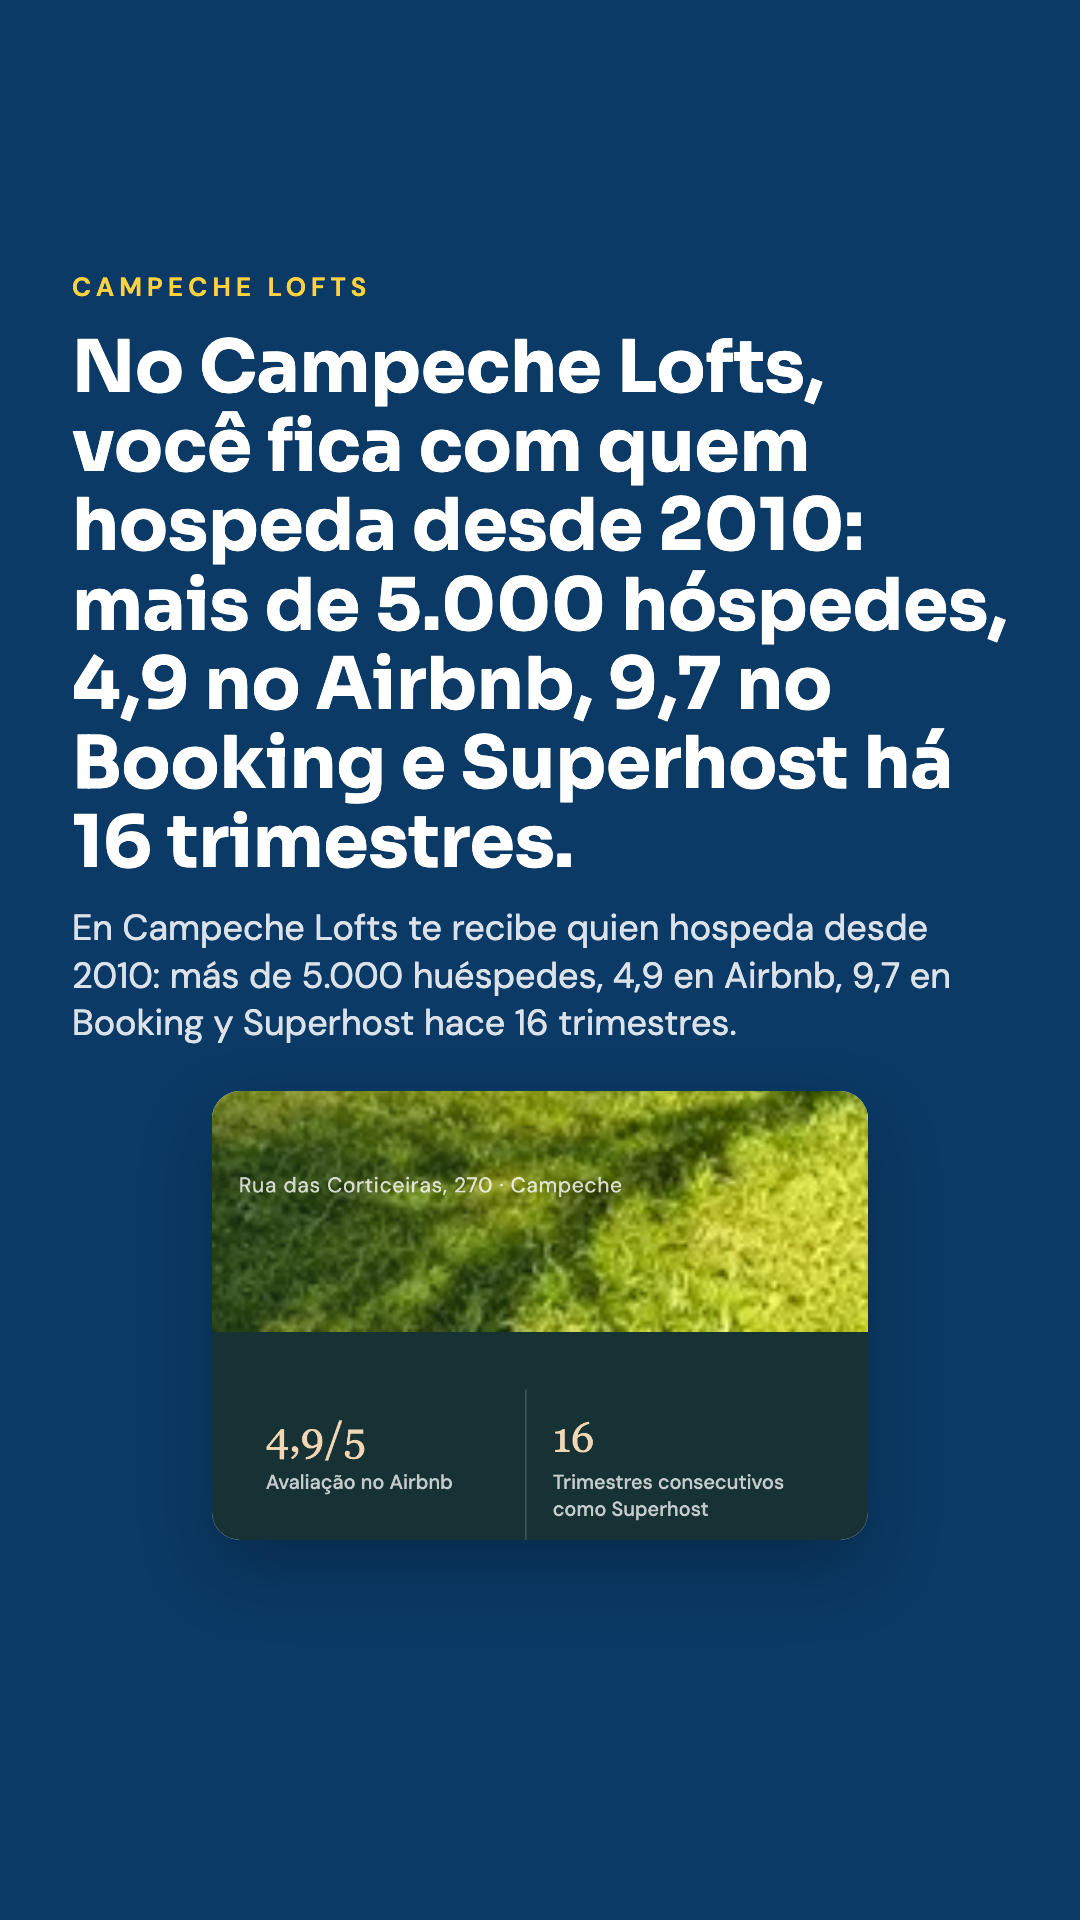 CAMPECHE LOFTS
No Campeche Lofts,
você fica com quem
hospeda desde 2010:
mais de 5.000 hóspedes,
4,9 no Airbnb, 9,7 no
Booking e Superhost há
16 trimestres.
En Campeche Lofts te recibe quien hospeda desde
2010: más de 5.000 huéspedes, 4,9 en Airbnb, 9,7 en
Booking y Superhost hace 16 trimestres.
Rua das Corticeiras, 270 · Campeche
4,9/5
Avaliação no Airbnb
16
Trimestres consecutivos
como Superhost